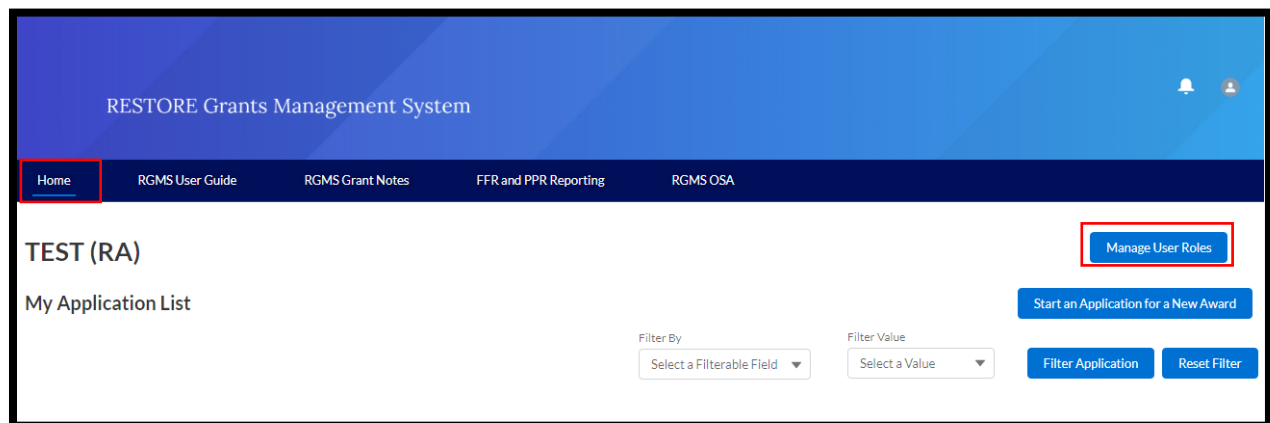 RESTORE Grants Management System
Home RGMS User Guide RGMS Grant Notes FFR and PPR Reporting RGMS OSA
TEST (RA)
Manage User Roles
My Application List
Start an Application for a New Award
Filter By Filter Value
Select a Filterable Field Select a Value Filter Application Reset Filter